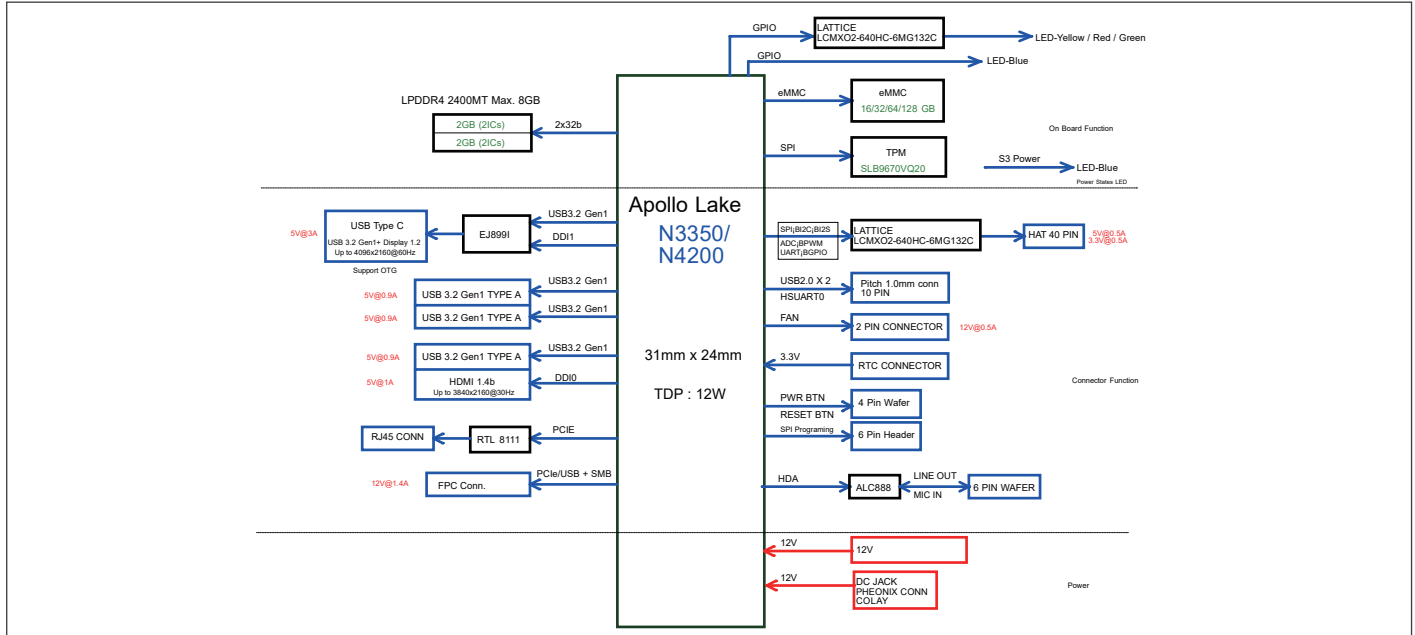 GPIO
LATTICE
LCMXO2-640HC-6MG132C
LED-Yellow / Red / Green
GPIO
LED-Blue
LPDDR4 2400MT Max. 8GB
2GB (2ICs)
2GB (2ICs)
2x32b
eMMC
eMMC
16/32/64/128 GB
On Board Function
SPI
TPM
SLB9670VQ20
S3 Power
LED-Blue
Power States LED
Apollo Lake
N3350/
N4200
31mm x 24mm
TDP : 12W
5V@3A
USB Type C
USB 3.2 Gen1+ Display 1.2
Up to 4096x2160@60Hz
Support OTG
EJ899I
USB3.2 Gen1
DDI1
5V@0.9A
USB 3.2 Gen1 TYPE A
USB3.2 Gen1
5V@0.9A
USB 3.2 Gen1 TYPE A
USB3.2 Gen1
5V@0.9A
USB 3.2 Gen1 TYPE A
USB3.2 Gen1
5V@1A
HDMI 1.4b
Up to 3840x2160@30Hz
DDI0
RJ45 CONN
RTL 8111
PCIE
12V@1.4A
FPC Conn.
PCIe/USB + SMB
SPI¡BI2C¡BI2S
ADC¡BPWM
UART¡BGPIO
LATTICE
LCMXO2-640HC-6MG132C
HAT 40 PIN
5V@0.5A
3.3V@0.5A
USB2.0 X 2
HSUART0
Pitch 1.0mm conn
10 PIN
FAN
2 PIN CONNECTOR
12V@0.5A
3.3V
RTC CONNECTOR
Connector Function
PWR BTN
RESET BTN
4 Pin Wafer
SPI Programing
6 Pin Header
HDA
ALC888
LINE OUT
MIC IN
6 PIN WAFER
12V
12V
12V
DC JACK
PHEONIX CONN
COLAY
Power